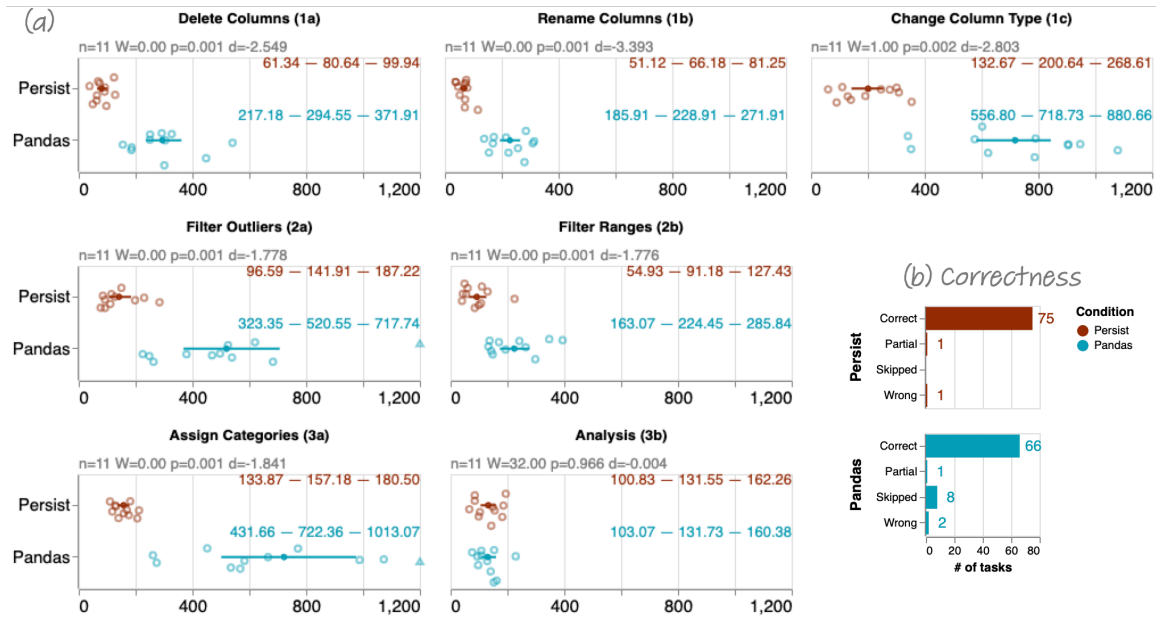 (a)
Delete Columns (1a)
n=11 W=0.00 p=0.001 d=-2.549
61.34 — 80.64 — 99.94
Persist
217.18 — 294.55 — 371.91
Pandas
0 400 800 1,200
Rename Columns (1b)
n=11 W=0.00 p=0.001 d=-3.393
51.12 — 66.18 — 81.25
185.91 — 228.91 — 271.91
0 400 800 1,200
Change Column Type (1c)
n=11 W=1.00 p=0.002 d=-2.803
132.67 — 200.64 — 268.61
556.80 — 718.73 — 880.66
0 400 800 1,200
Filter Outliers (2a)
n=11 W=0.00 p=0.001 d=-1.778
96.59 — 141.91 — 187.22
Persist
323.35 — 520.55 — 717.74
Pandas
0 400 800 1,200
Filter Ranges (2b)
n=11 W=0.00 p=0.001 d=-1.776
54.93 — 91.18 — 127.43
163.07 — 224.45 — 285.84
0 400 800 1,200
Assign Categories (3a)
n=11 W=0.00 p=0.001 d=-1.841
133.87 — 157.18 — 180.50
Persist
431.66 — 722.36 — 1013.07
Pandas
0 400 800 1,200
Analysis (3b)
n=11 W=32.00 p=0.966 d=-0.004
100.83 — 131.55 — 162.26
103.07 — 131.73 — 160.38
0 400 800 1,200
(b) Correctness
Persist
Correct 75
Partial 1
Skipped
Wrong 1
Condition
Persist
Pandas
Pandas
Correct 66
Partial 1
Skipped 8
Wrong 2
0 20 40 60 80
# of tasks